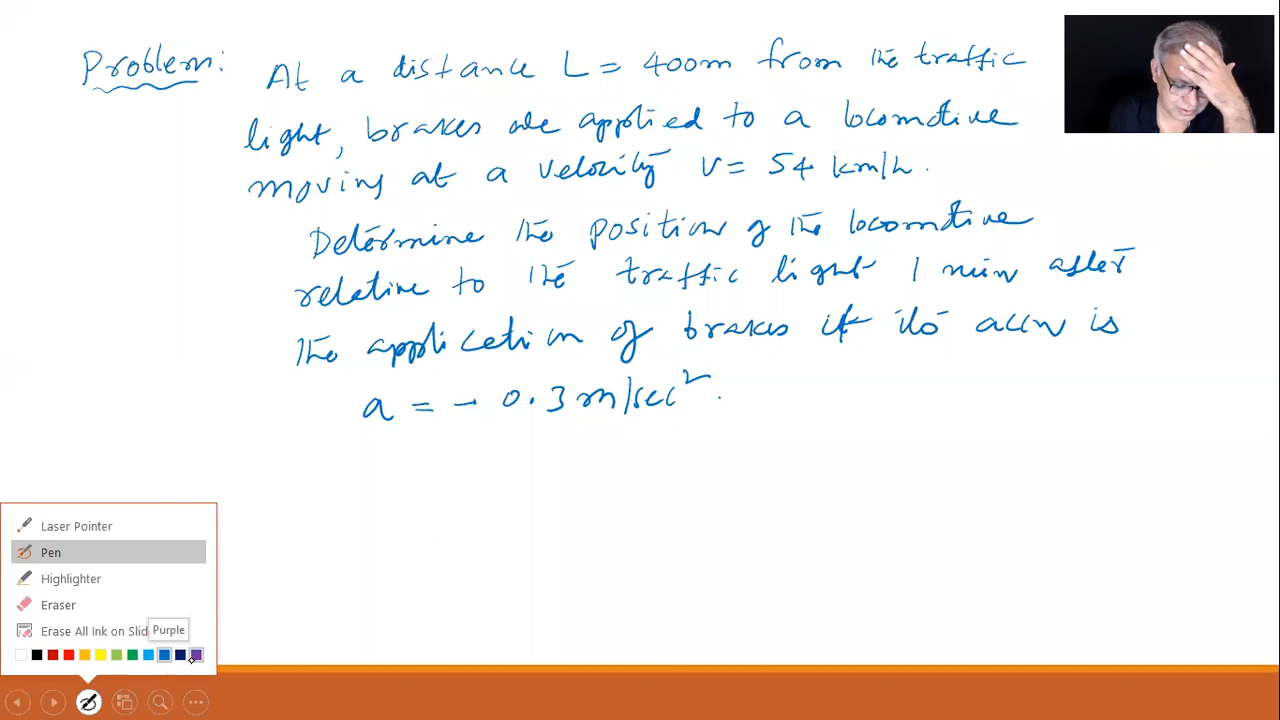 Problem: At a distance L = 400m from the traffic
light, brakes are applied to a locomotive
moving at a velocity v = 54 km/h.
Determine the position of the locomotive
relative to the traffic light 1 min after
the application of brakes if its accn is
a = - 0.3 m/sec².
Laser Pointer
Pen
Highlighter
Eraser
Erase All Ink on Slid
Purple